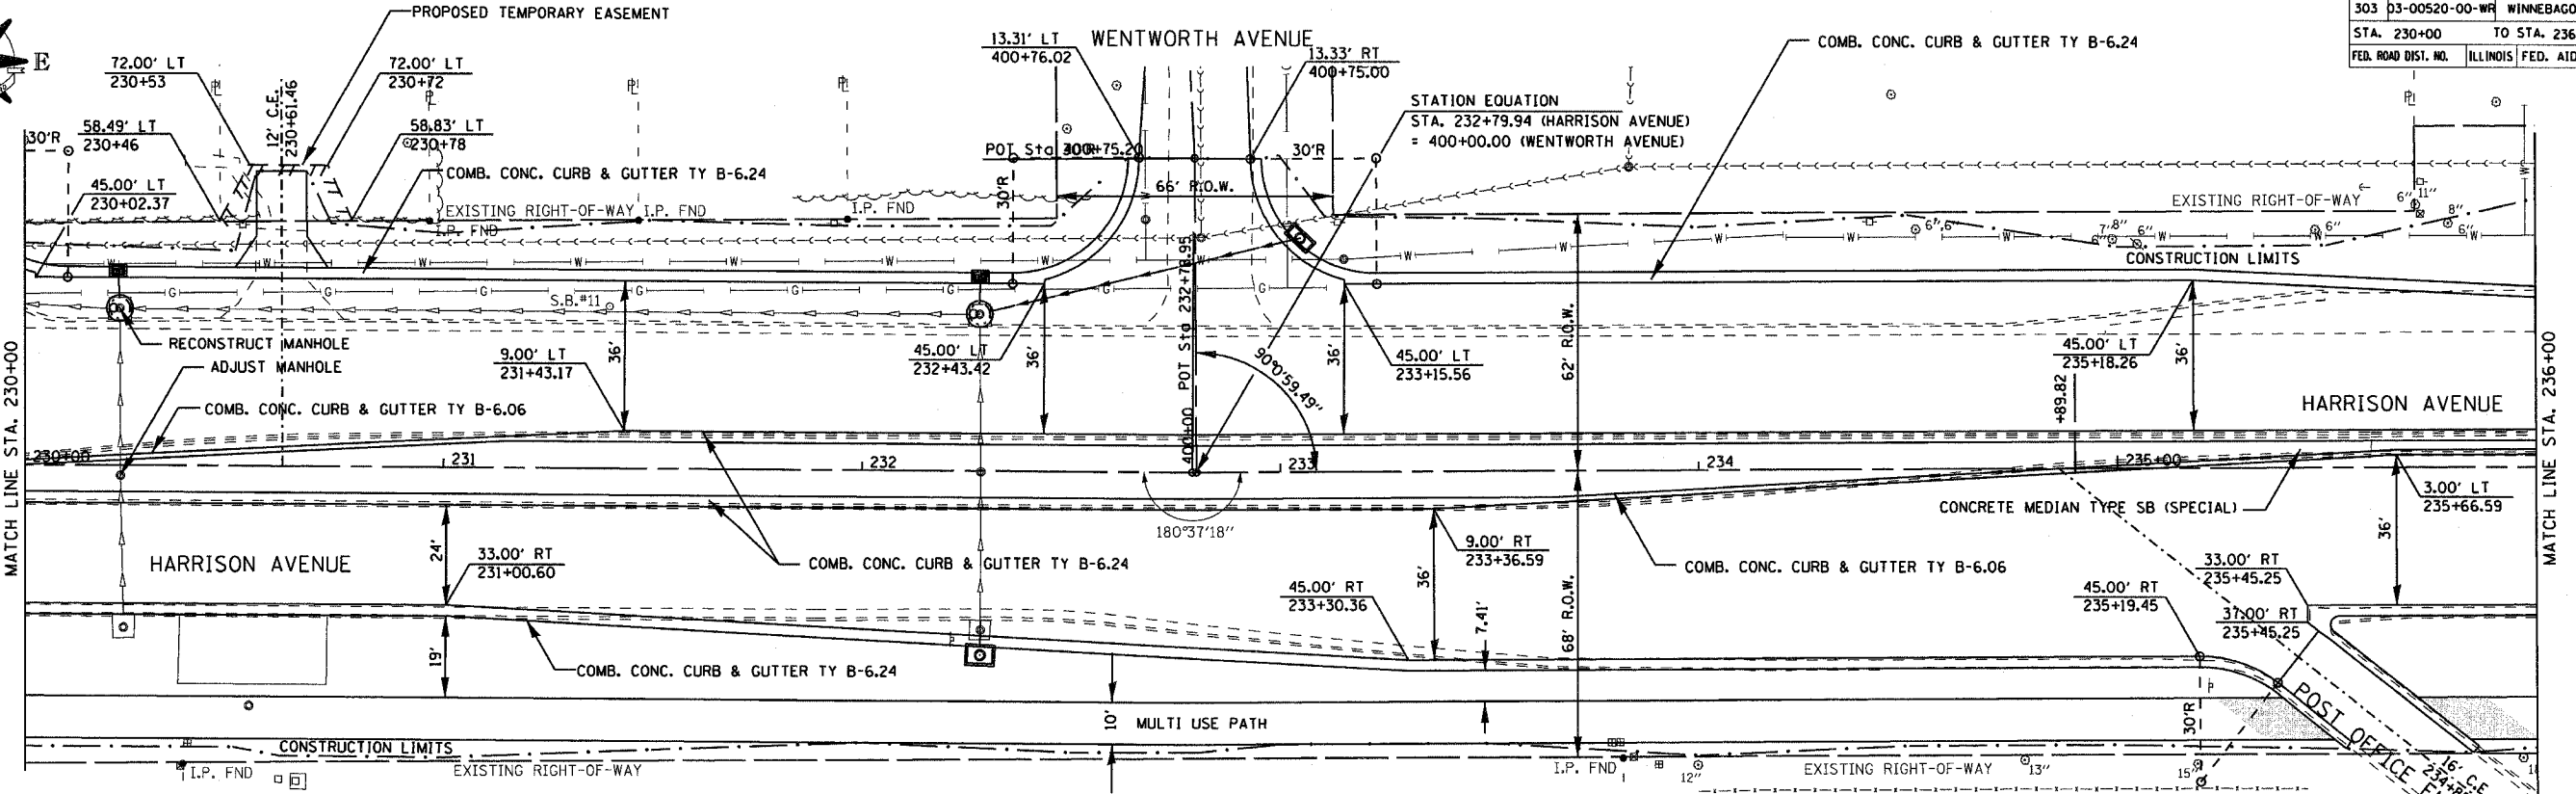 303 03-00520-00-WR WINNEBAGO
STA. 230+00 TO STA. 236
FED. ROAD DIST. NO. ILLINOIS FED. AID
E
PROPOSED TEMPORARY EASEMENT
72.00' LT
230+53
72.00' LT
230+72
12' C.E.
230+61.46
58.49' LT
230+46
58.83' LT
230+78
30'R
45.00' LT
230+02.37
COMB. CONC. CURB & GUTTER TY B-6.24
EXISTING RIGHT-OF-WAY
I.P. FND
I.P. FND
I.P. FND
13.31' LT
400+76.02
WENTWORTH AVENUE
13.33' RT
400+75.00
COMB. CONC. CURB & GUTTER TY B-6.24
STATION EQUATION
STA. 232+79.94 (HARRISON AVENUE)
= 400+00.00 (WENTWORTH AVENUE)
30'R
30'R
30'R
66' R.O.W.
EXISTING RIGHT-OF-WAY
6" 11"
8"
6"
6",6"
7" 8"
6"
6"
CONSTRUCTION LIMITS
S.B.#11
RECONSTRUCT MANHOLE
ADJUST MANHOLE
COMB. CONC. CURB & GUTTER TY B-6.06
9.00' LT
231+43.17
36'
45.00' LT
232+43.42
36'
400+00 POT Sta 232+78.95
90°0'59.49"
36'
45.00' LT
233+15.56
62' R.O.W.
45.00' LT
235+18.26
36'
+89.82
HARRISON AVENUE
MATCH LINE STA. 230+00
230+00
231
232
233
234
235+00
MATCH LINE STA. 236+00
180°37'18"
3.00' LT
235+66.59
CONCRETE MEDIAN TYPE SB (SPECIAL)
HARRISON AVENUE
24'
33.00' RT
231+00.60
COMB. CONC. CURB & GUTTER TY B-6.24
9.00' RT
233+36.59
36'
COMB. CONC. CURB & GUTTER TY B-6.06
33.00' RT
235+45.25
36'
45.00' RT
233+30.36
7.41'
68' R.O.W.
45.00' RT
235+19.45
37.00' RT
235+45.25
19'
COMB. CONC. CURB & GUTTER TY B-6.24
10'
MULTI USE PATH
30'R
POST OFFICE
16' C.E.
CONSTRUCTION LIMITS
I.P. FND
EXISTING RIGHT-OF-WAY
I.P. FND
12"
EXISTING RIGHT-OF-WAY
13"
15"